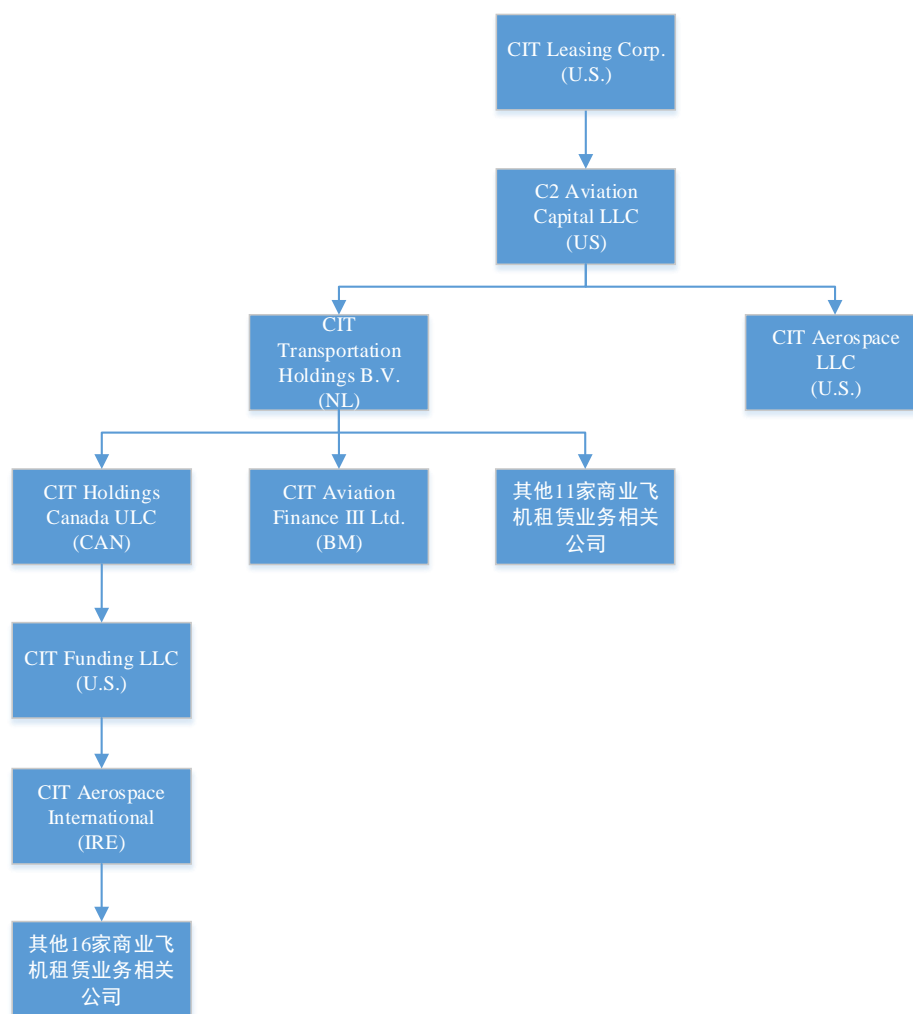 CIT Leasing Corp.
(U.S.)
C2 Aviation
Capital LLC
(US)
CIT
Transportation
Holdings B.V.
(NL)
CIT Aerospace
LLC
(U.S.)
CIT Holdings
Canada ULC
(CAN)
CIT Aviation
Finance III Ltd.
(BM)
其他11家商业飞
机租赁业务相关
公司
CIT Funding LLC
(U.S.)
CIT Aerospace
International
(IRE)
其他16家商业飞
机租赁业务相关
公司